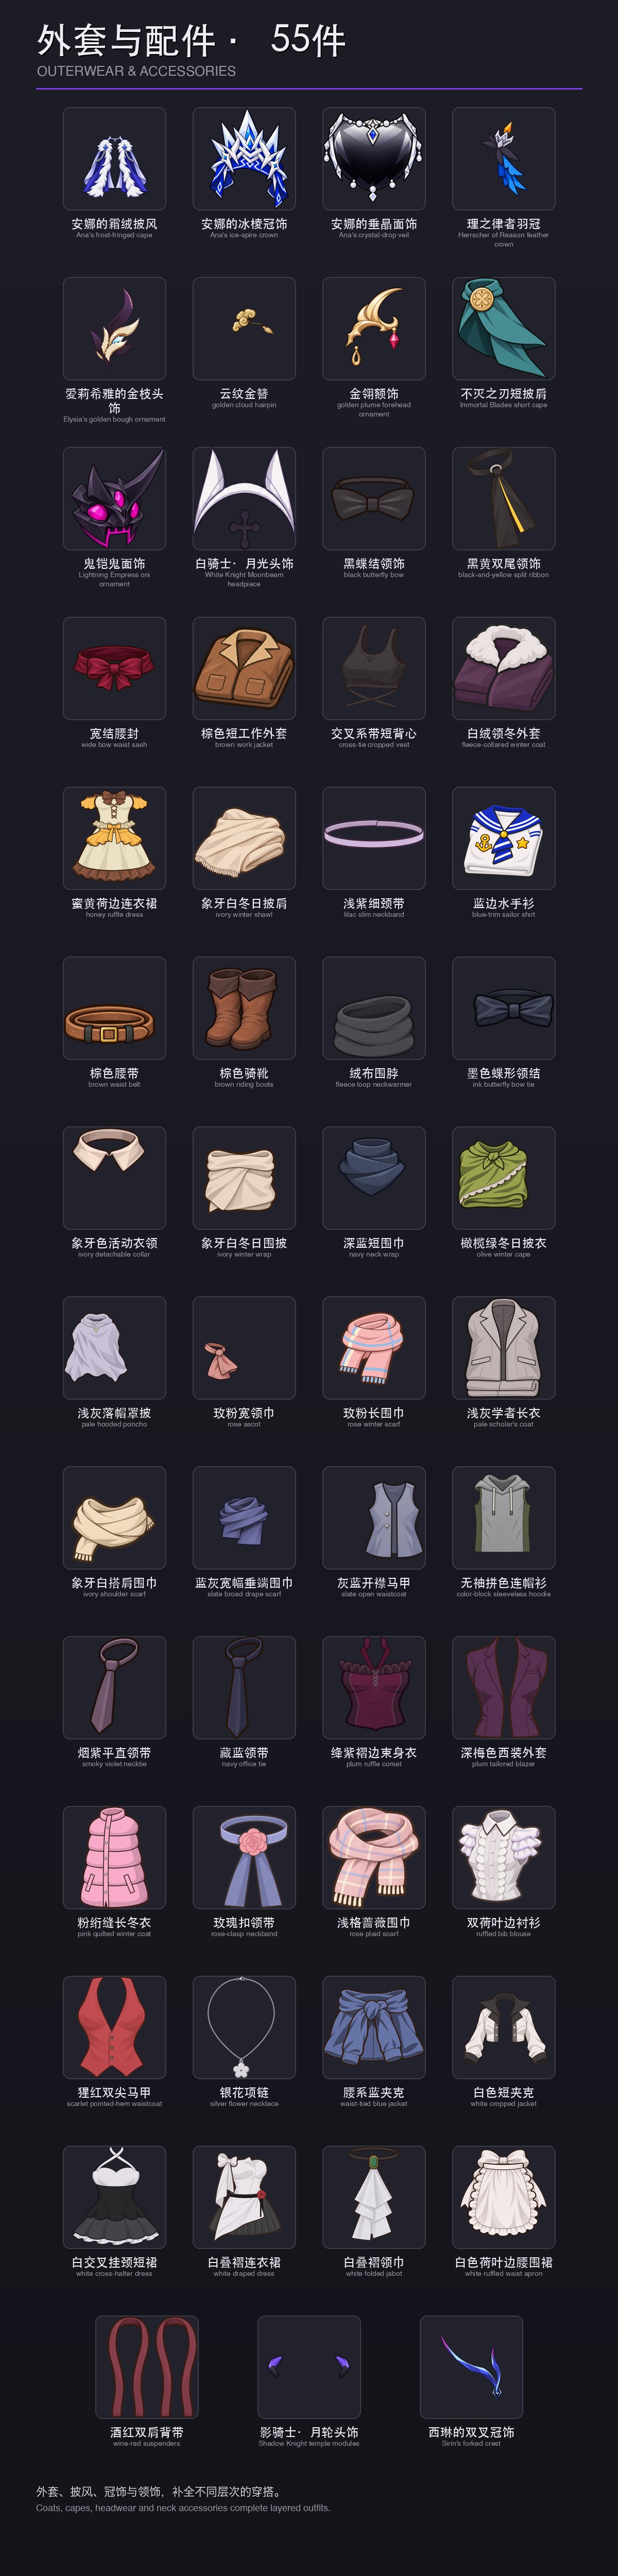 外套与配件 · 55件
OUTERWEAR & ACCESSORIES
安娜的霜绒披风
Ana's frost-fringed cape
安娜的冰棱冠饰
Ana's ice-spire crown
安娜的垂晶面饰
Ana's crystal-drop veil
理之律者羽冠
Herrscher of Reason feather
crown
爱莉希雅的金枝头
饰
Elysia's golden bough ornament
云纹金簪
golden cloud hairpin
金翎额饰
golden plume forehead
ornament
不灭之刃短披肩
Immortal Blades short cape
鬼铠鬼面饰
Lightning Empress oni
ornament
白骑士·月光头饰
White Knight Moonbeam
headpiece
黑蝶结领饰
black butterfly bow
黑黄双尾领饰
black-and-yellow split ribbon
宽结腰封
wide bow waist sash
棕色短工作外套
brown work jacket
交叉系带短背心
cross-tie cropped vest
白绒领冬外套
fleece-collared winter coat
蜜黄荷边连衣裙
honey ruffle dress
象牙白冬日披肩
ivory winter shawl
浅紫细颈带
lilac slim neckband
蓝边水手衫
blue-trim sailor shirt
棕色腰带
brown waist belt
棕色骑靴
brown riding boots
绒布围脖
fleece loop neckwarmer
墨色蝶形领结
ink butterfly bow tie
象牙色活动衣领
ivory detachable collar
象牙白冬日围披
ivory winter wrap
深蓝短围巾
navy neck wrap
橄榄绿冬日披衣
olive winter cape
浅灰落帽罩披
pale hooded poncho
玫粉宽领巾
rose ascot
玫粉长围巾
rose winter scarf
浅灰学者长衣
pale scholar's coat
象牙白搭肩围巾
ivory shoulder scarf
蓝灰宽幅垂端围巾
slate broad drape scarf
灰蓝开襟马甲
slate open waistcoat
无袖拼色连帽衫
color-block sleeveless hoodie
烟紫平直领带
smoky violet necktie
藏蓝领带
navy office tie
绛紫褶边束身衣
plum ruffle corset
深梅色西装外套
plum tailored blazer
粉绗缝长冬衣
pink quilted winter coat
玫瑰扣领带
rose-clasp neckband
浅格蔷薇围巾
rose plaid scarf
双荷叶边衬衫
ruffled bib blouse
猩红双尖马甲
scarlet pointed-hem waistcoat
银花项链
silver flower necklace
腰系蓝夹克
waist-tied blue jacket
白色短夹克
white cropped jacket
白交叉挂颈短裙
white cross-halter dress
白叠褶连衣裙
white draped dress
白叠褶领巾
white folded jabot
白色荷叶边腰围裙
white ruffled waist apron
酒红双肩背带
wine-red suspenders
影骑士·月轮头饰
Shadow Knight temple modules
西琳的双叉冠饰
Sirin's forked crest
外套、披风、冠饰与领饰，补全不同层次的穿搭。
Coats, capes, headwear and neck accessories complete layered outfits.